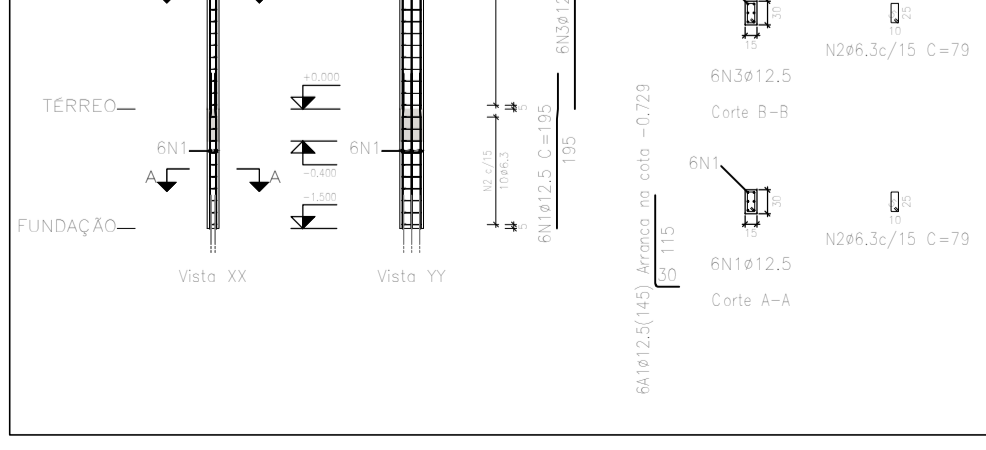 6N3ø12
30
15
25
10
N2ø6.3c/15 C=79
6N3ø12.5
Corte B-B
+0.000
TÉRREO
5
6N1
-0.400
6N1
A
A
-1.500
FUNDAÇÃO
5
N2 c/15
10ø6.3
6N1ø12.5 C=195
195
Vista XX
Vista YY
6A1ø12.5(145) Arranca na cota -0.729
115
30
6N1
30
15
25
10
N2ø6.3c/15 C=79
6N1ø12.5
Corte A-A